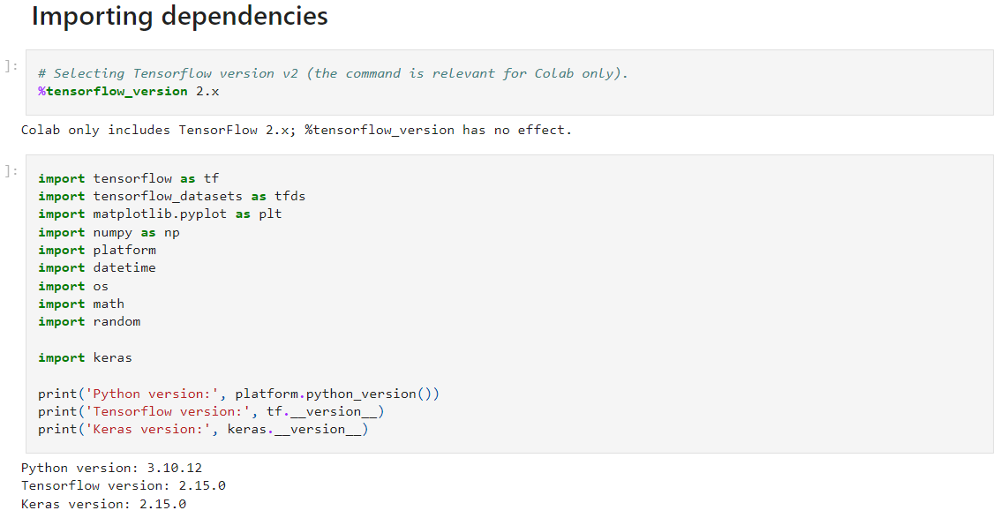 Importing dependencies
]:
# Selecting Tensorflow version v2 (the command is relevant for Colab only).
%tensorflow_version 2.x
Colab only includes TensorFlow 2.x; %tensorflow_version has no effect.
]:
import tensorflow as tf
import tensorflow_datasets as tfds
import matplotlib.pyplot as plt
import numpy as np
import platform
import datetime
import os
import math
import random
import keras
print('Python version:', platform.python_version())
print('Tensorflow version:', tf.__version__)
print('Keras version:', keras.__version__)
Python version: 3.10.12
Tensorflow version: 2.15.0
Keras version: 2.15.0